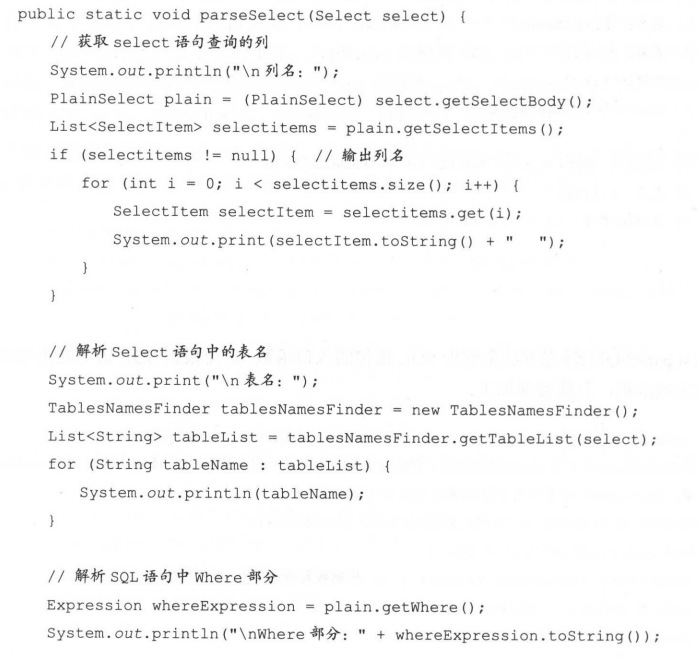 public static void parseSelect(Select select) {
// 获取 select 语句查询的列
System.out.println("\n 列名: ");
PlainSelect plain = (PlainSelect) select.getSelectBody();
List<SelectItem> selectitems = plain.getSelectItems();
if (selectitems != null) { // 输出列名
for (int i = 0; i < selectitems.size(); i++) {
SelectItem selectItem = selectitems.get(i);
System.out.print(selectItem.toString() + "   ");
}
}
// 解析 Select 语句中的表名
System.out.print("\n 表名: ");
TablesNamesFinder tablesNamesFinder = new TablesNamesFinder();
List<String> tableList = tablesNamesFinder.getTableList(select);
for (String tableName : tableList) {
System.out.println(tableName);
}
// 解析 SQL 语句中 Where 部分
Expression whereExpression = plain.getWhere();
System.out.println("\nWhere 部分: " + whereExpression.toString());